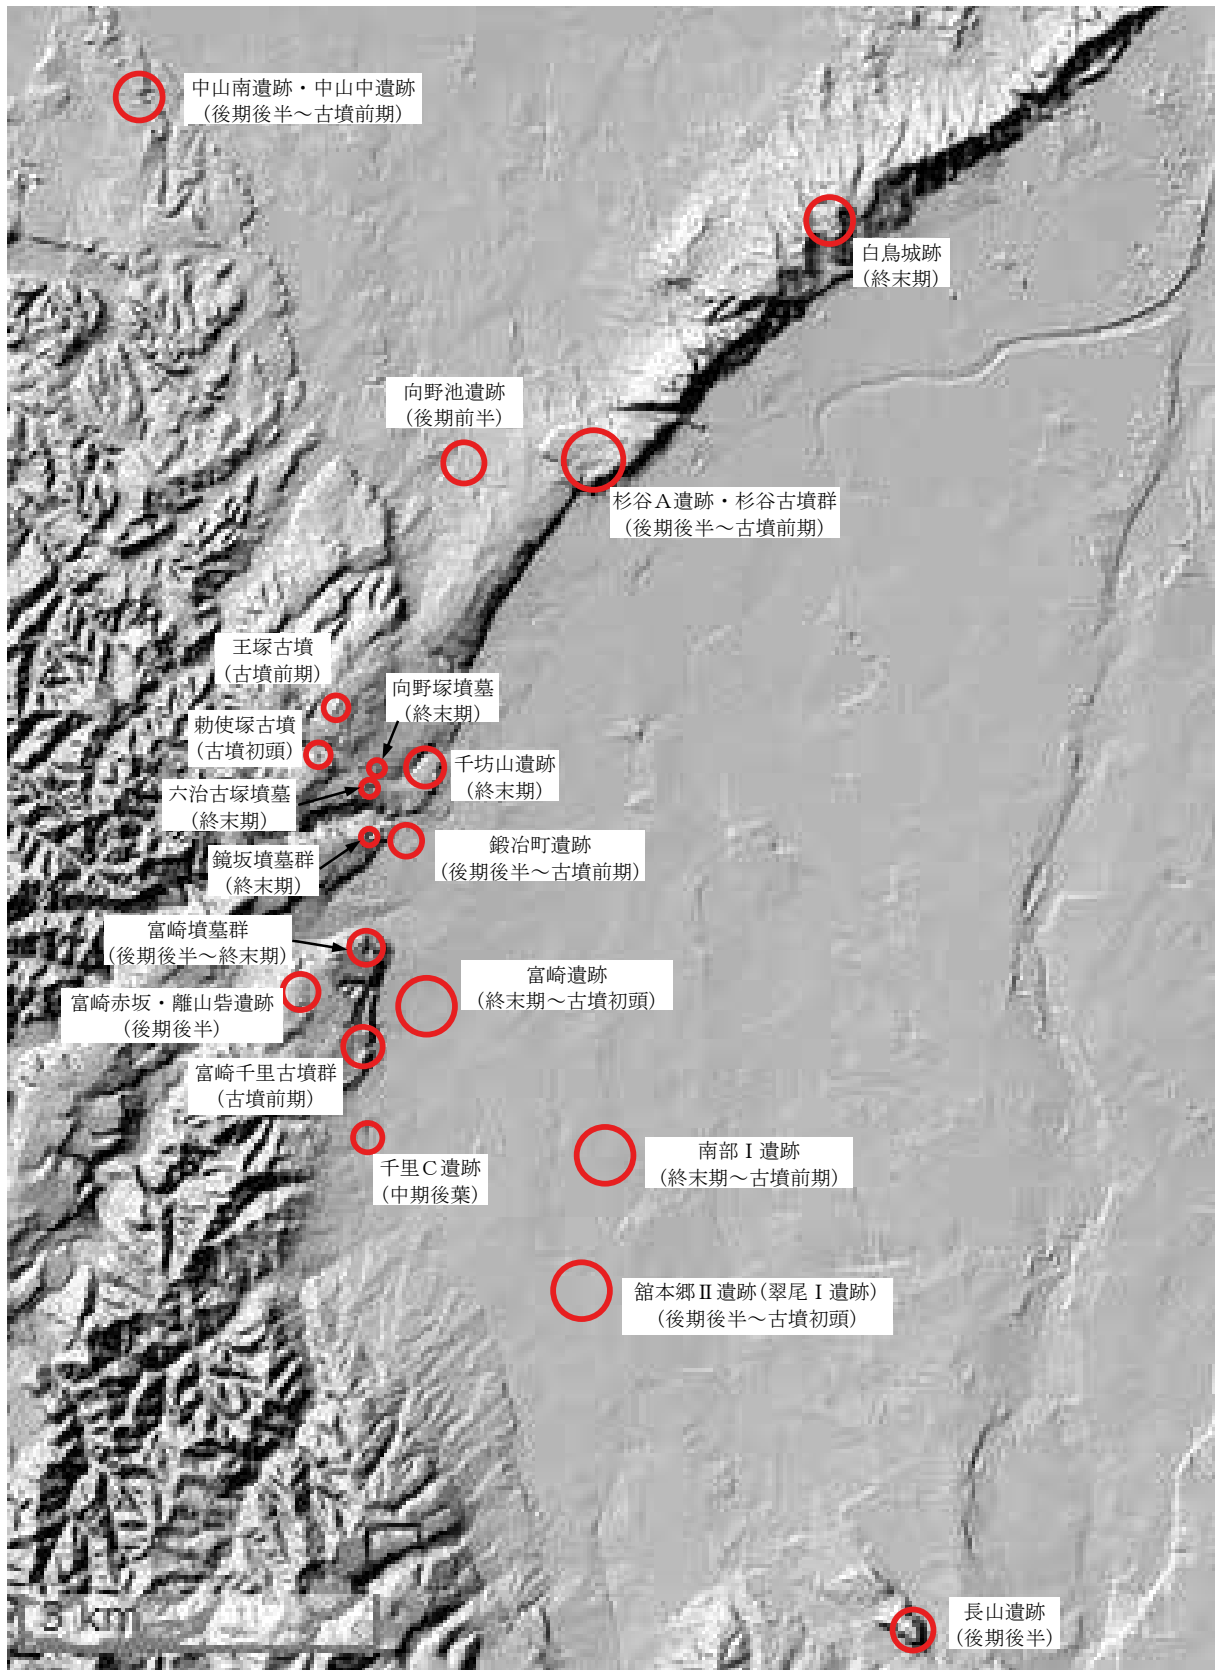 中山南遺跡・中山中遺跡
(後期後半～古墳前期)
白鳥城跡
(終末期)
向野池遺跡
(後期前半)
杉谷Ａ遺跡・杉谷古墳群
(後期後半～古墳前期)
王塚古墳
(古墳前期)
向野塚墳墓
(終末期)
勅使塚古墳
(古墳初頭)
千坊山遺跡
(終末期)
六治古塚墳墓
(終末期)
鍛冶町遺跡
(後期後半～古墳前期)
鏡坂墳墓群
(終末期)
富崎墳墓群
(後期後半～終末期)
富崎遺跡
(終末期～古墳初頭)
富崎赤坂・離山砦遺跡
(後期後半)
富崎千里古墳群
(古墳前期)
千里Ｃ遺跡
(中期後葉)
南部Ⅰ遺跡
(終末期～古墳前期)
舘本郷Ⅱ遺跡(翠尾Ⅰ遺跡)
(後期後半～古墳初頭)
長山遺跡
(後期後半)
3 km